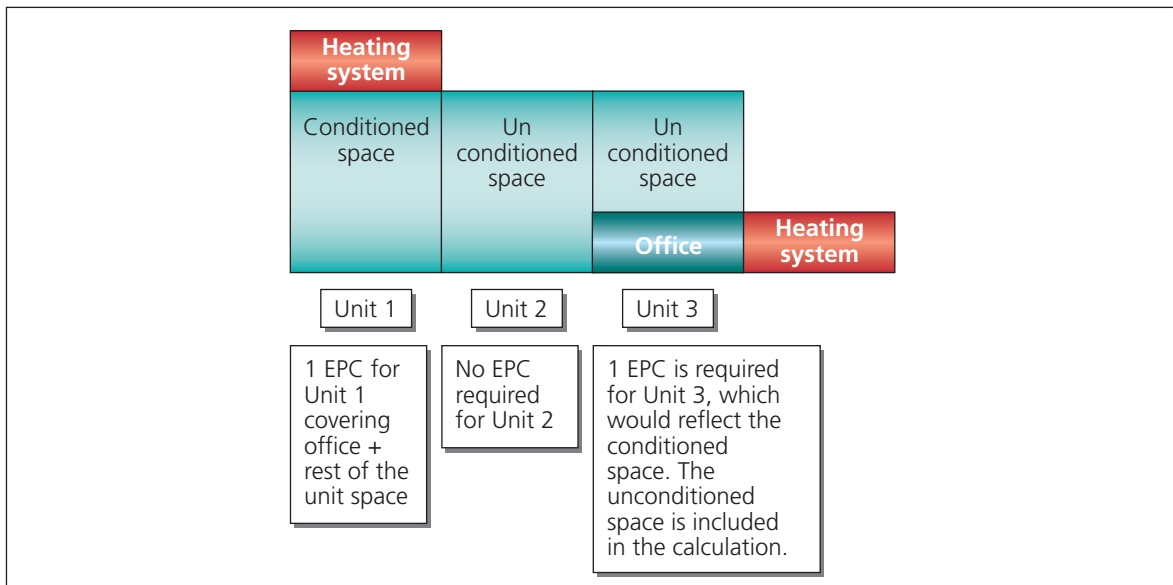 Heating
system
Conditioned
space
Un
conditioned
space
Un
conditioned
space
Office
Heating
system
Unit 1
Unit 2
Unit 3
1 EPC for
Unit 1
covering
office +
rest of the
unit space
No EPC
required
for Unit 2
1 EPC is required
for Unit 3, which
would reflect the
conditioned
space. The
unconditioned
space is included
in the calculation.